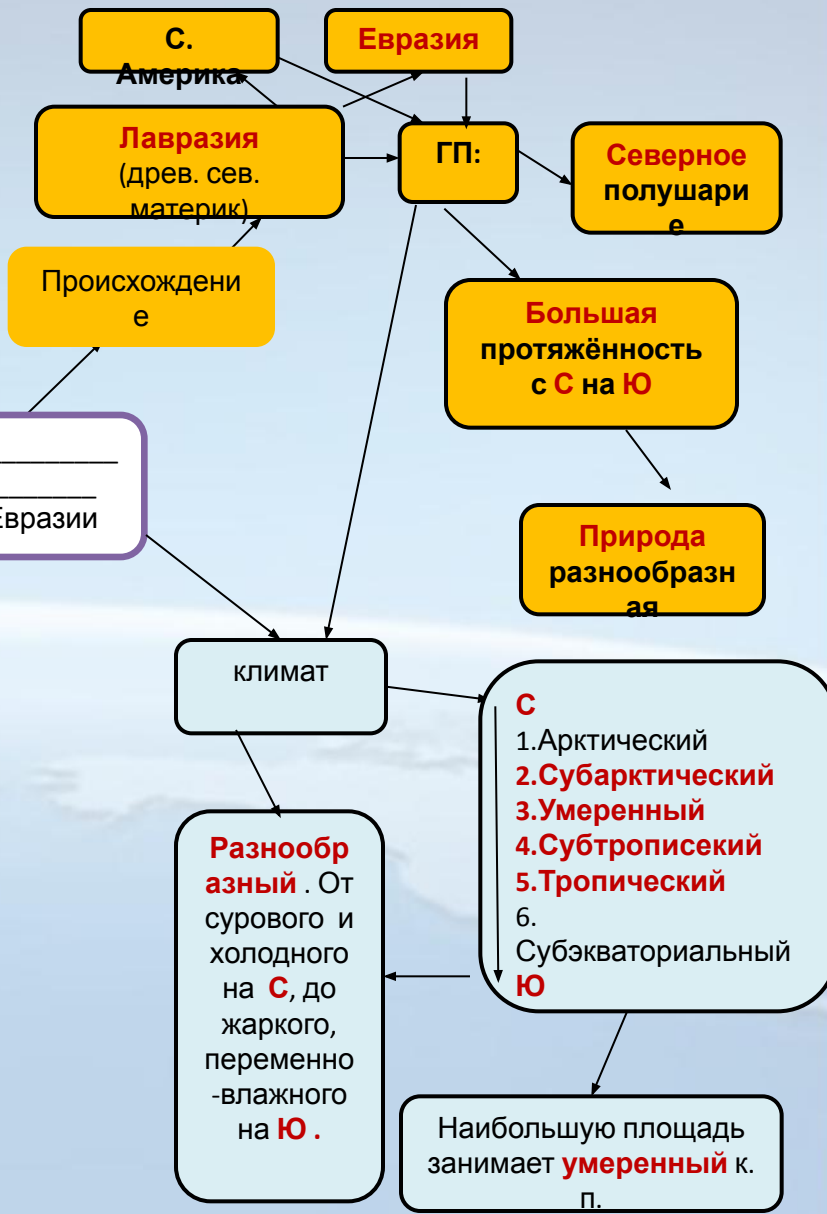 С.
Америка
Евразия
Лавразия
(древ. сев.
материк)
ГП:
Северное
полушари
е
Происхождени
е
Большая
протяжённость
с С на Ю
_________
_______
Евразии
Природа
разнообразн
ая
климат
С
1.Арктический
2.Субарктический
3.Умеренный
4.Субтрописекий
5.Тропический
6.
Субэкваториальный
Ю
Разнообр
азный . От
сурового и
холодного
на С, до
жаркого,
переменно
-влажного
на Ю .
Наибольшую площадь
занимает умеренный к.
п.